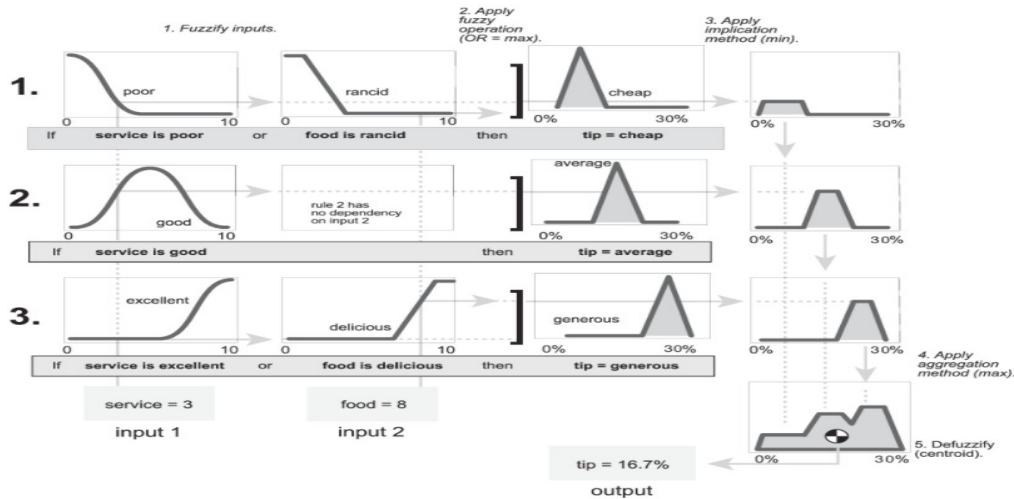 1. Fuzzify inputs.
2. Apply
fuzzy
operation
(OR = max).
3. Apply
implication
method (min).
1.
poor
0 10
rancid
0 10
cheap
0% 30%
0% 30%
If service is poor or food is rancid then tip = cheap
2.
good
0 10
rule 2 has
no dependency
on input 2
average
0% 30%
0% 30%
If service is good then tip = average
3.
excellent
0 10
delicious
0 10
generous
0% 30%
0% 30%
If service is excellent or food is delicious then tip = generous
4. Apply
aggregation
method (max).
service = 3
input 1
food = 8
input 2
0% 30%
5. Defuzzify
(centroid).
tip = 16.7%
output